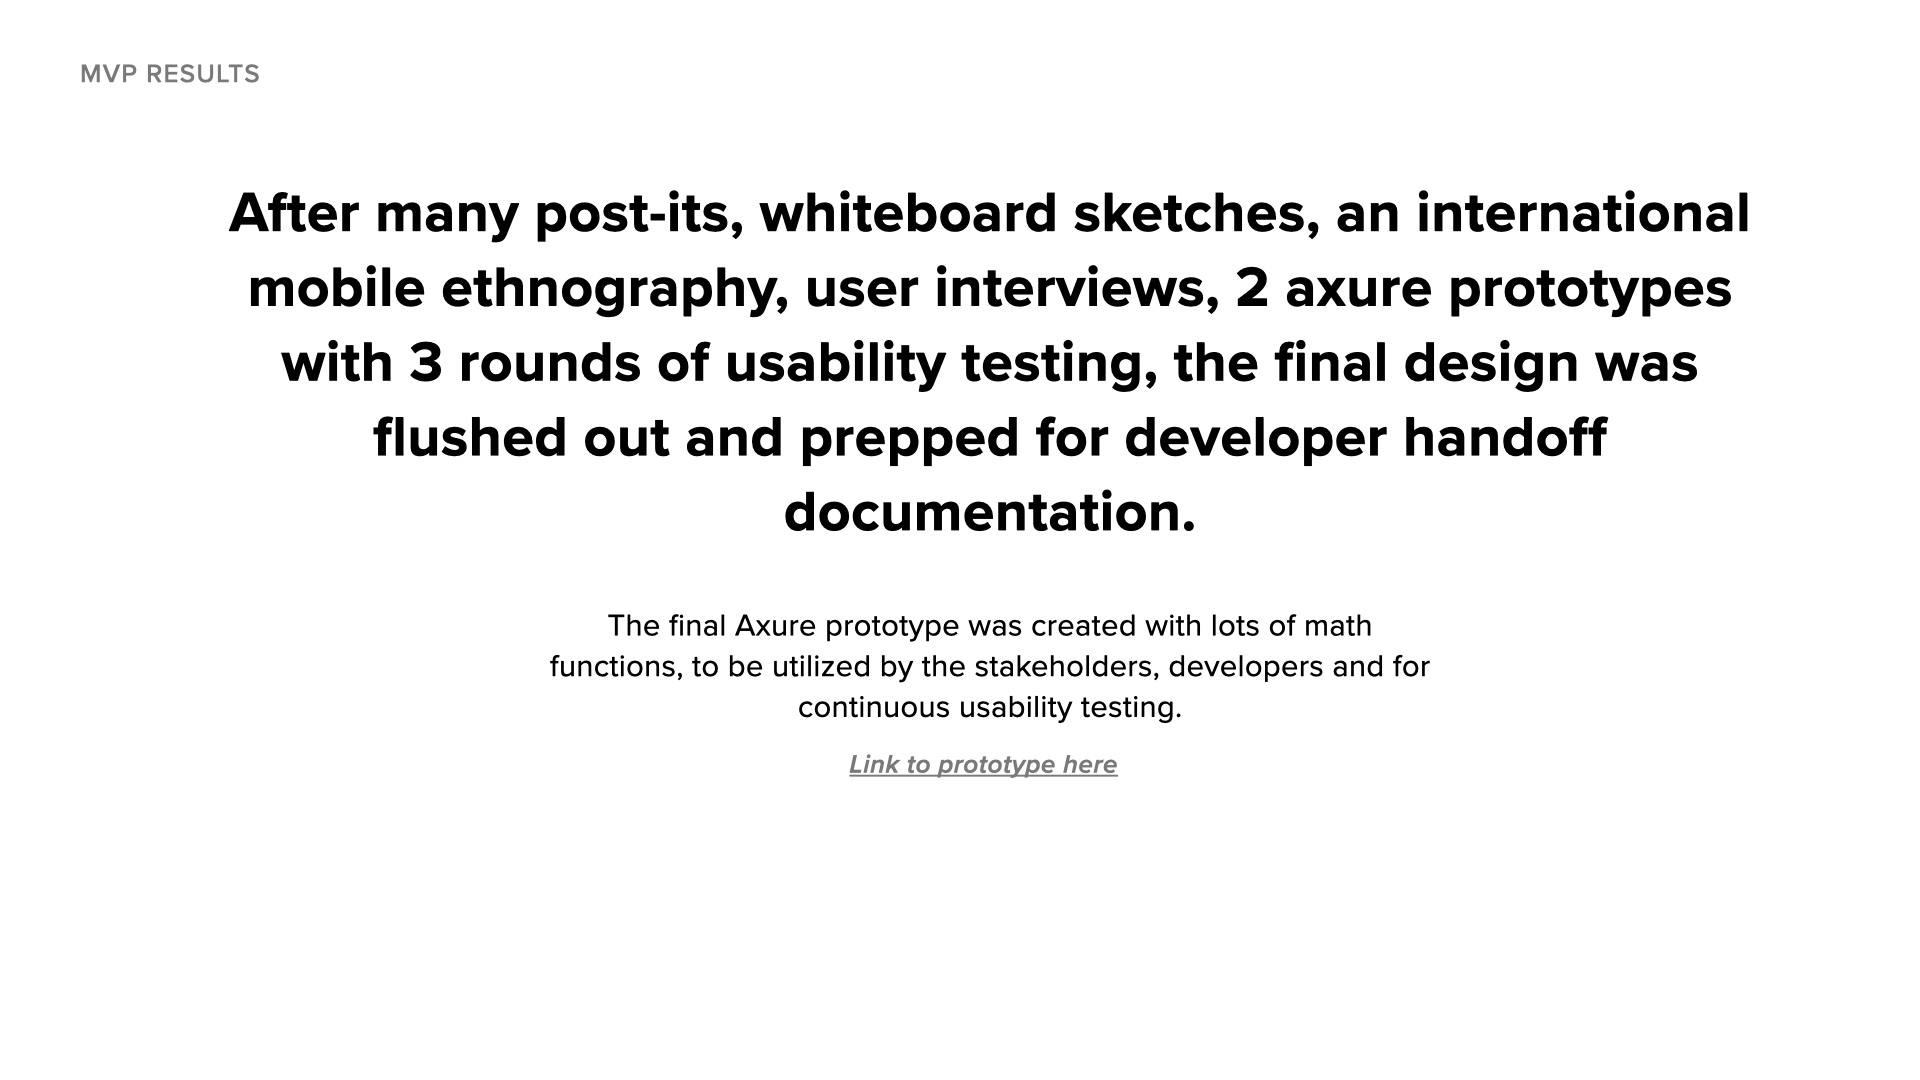 MVP RESULTS
After many post-its, whiteboard sketches, an international
mobile ethnography, user interviews, 2 axure prototypes
with 3 rounds of usability testing, the final design was
flushed out and prepped for developer handoff
documentation.
The final Axure prototype was created with lots of math
functions, to be utilized by the stakeholders, developers and for
continuous usability testing.
Link to prototype here